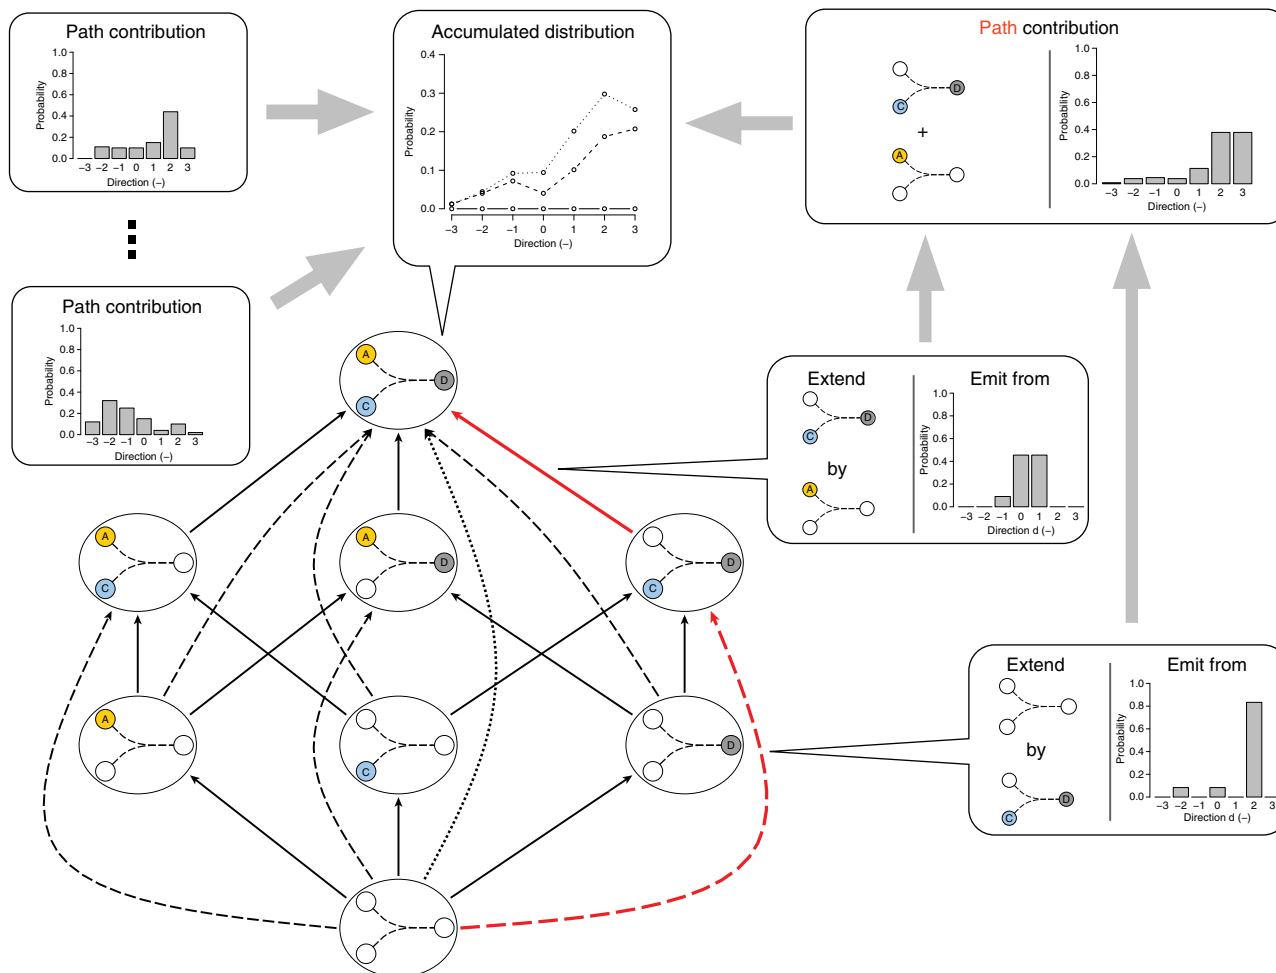 Path contribution
Probability
1.0
0.8
0.6
0.4
0.2
0.0
−3 −2 −1 0 1 2 3
Direction (−)
Accumulated distribution
Probability
0.4
0.3
0.2
0.1
0.0
−3 −2 −1 0 1 2 3
Direction (−)
Path contribution
D
C
+
A
Probability
1.0
0.8
0.6
0.4
0.2
0.0
−3 −2 −1 0 1 2 3
Direction (−)
Path contribution
Probability
1.0
0.8
0.6
0.4
0.2
0.0
−3 −2 −1 0 1 2 3
Direction (−)
A
D
C
Extend
D
C
by
A
Emit from
Probability
1.0
0.8
0.6
0.4
0.2
0.0
−3 −2 −1 0 1 2 3
Direction d (−)
A
C
A
D
D
C
A
C
D
Extend
by
D
C
Emit from
Probability
1.0
0.8
0.6
0.4
0.2
0.0
−3 −2 −1 0 1 2 3
Direction d (−)